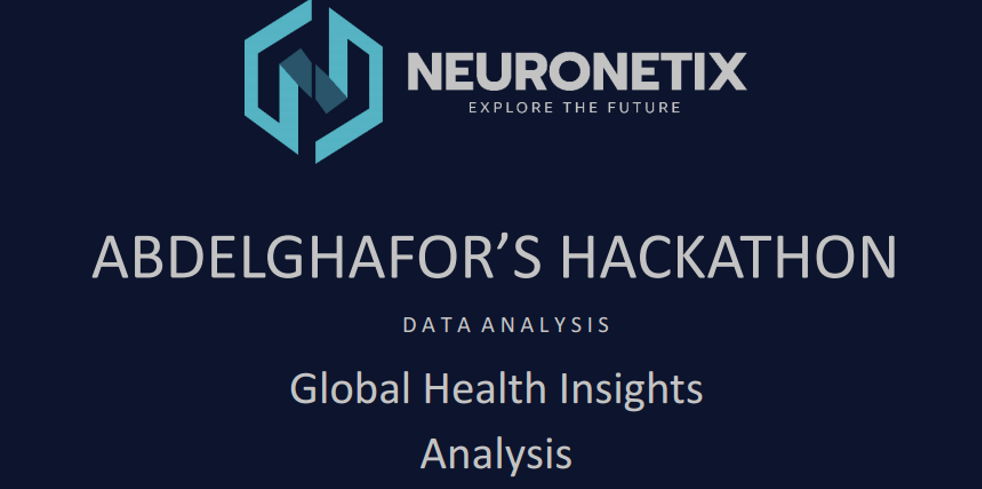 NEURONETIX
EXPLORE THE FUTURE
ABDELGHAFOR’S HACKATHON
DATA ANALYSIS
Global Health Insights
Analysis